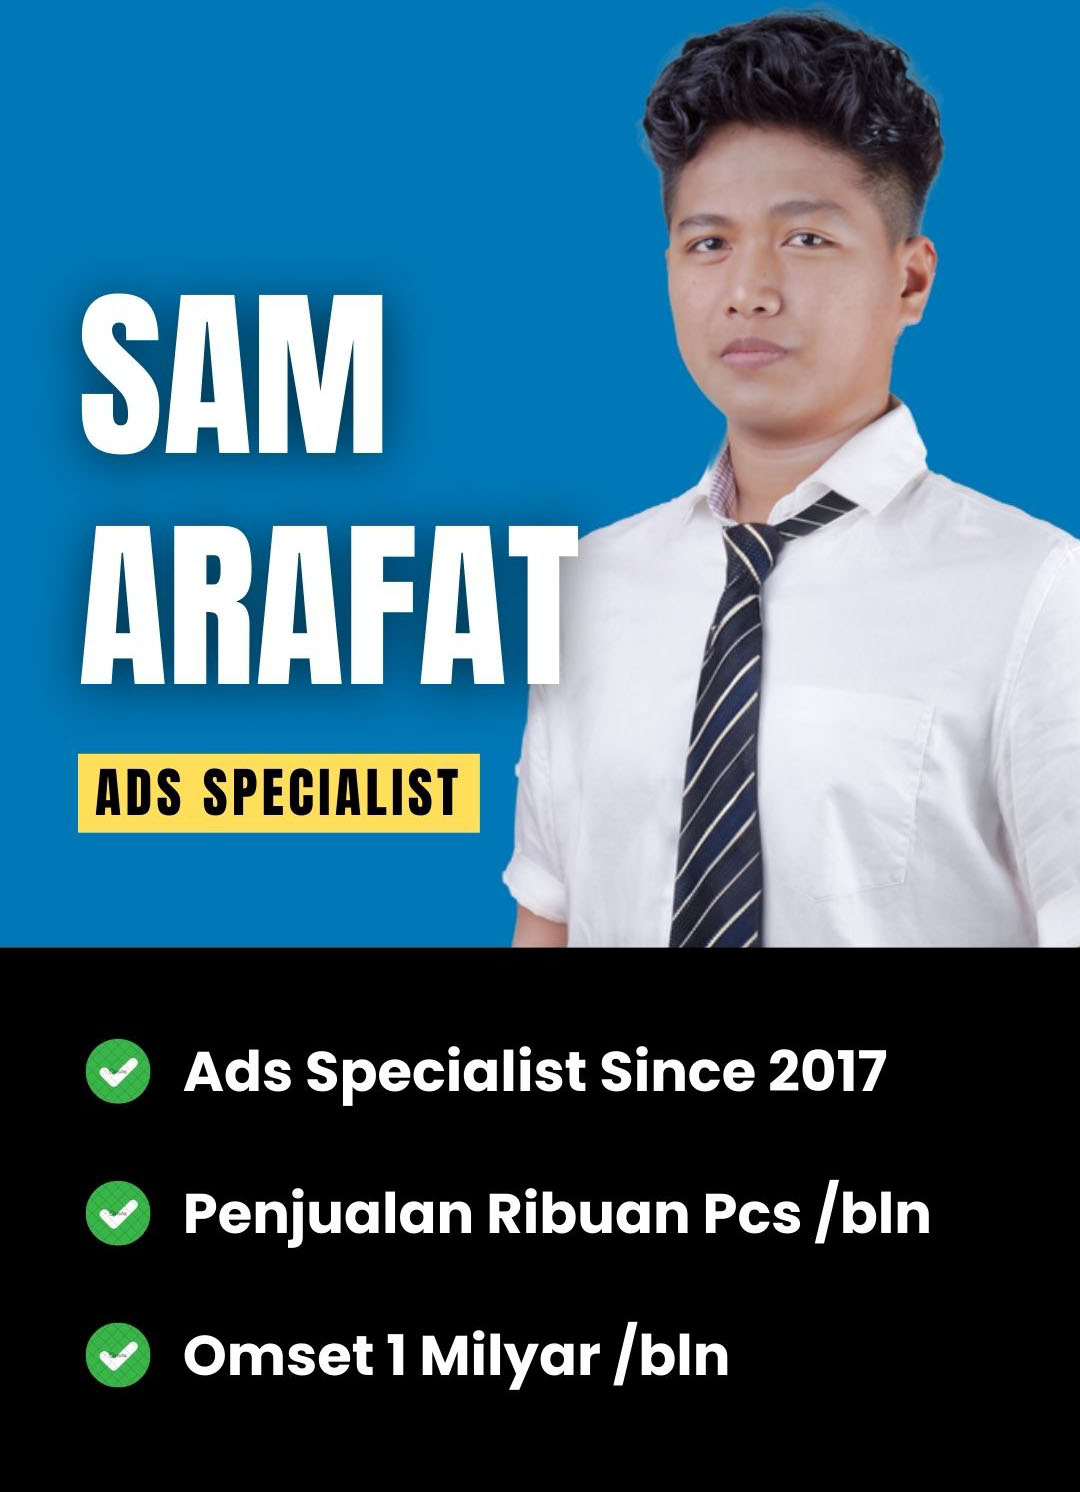 SAM
ARAFAT
ADS SPECIALIST
Ads Specialist Since 2017
Penjualan Ribuan Pcs /bln
Omset 1 Milyar /bln